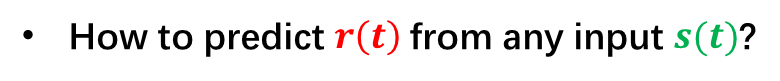 • How to predict r(t) from any input s(t)?